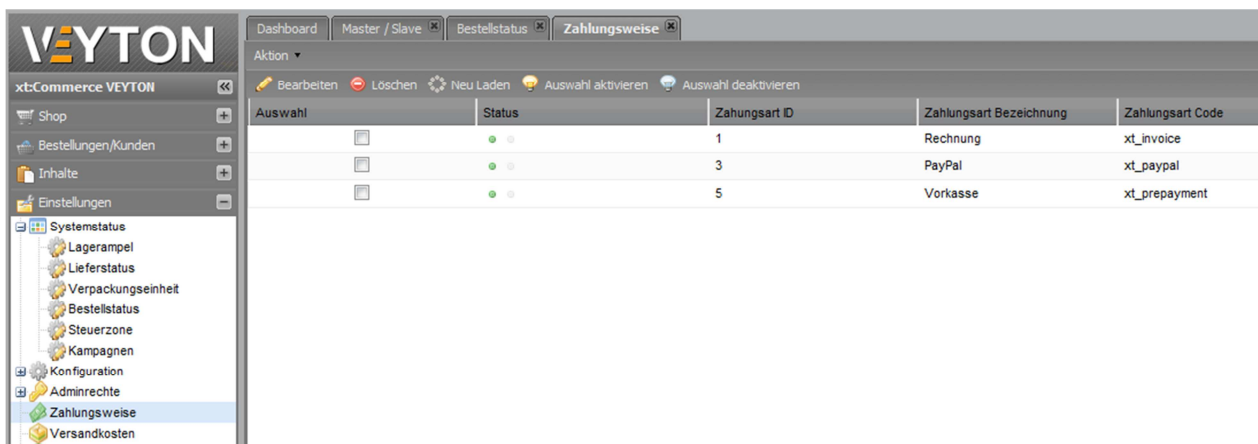 VEYTON
Dashboard Master / Slave Bestellstatus Zahlungsweise
Aktion
xt:Commerce VEYTON
Bearbeiten Löschen Neu Laden Auswahl aktivieren Auswahl deaktivieren
Shop
Bestellungen/Kunden
Inhalte
Einstellungen
Systemstatus
Lagerampel
Lieferstatus
Verpackungseinheit
Bestellstatus
Steuerzone
Kampagnen
Konfiguration
Adminrechte
Zahlungsweise
Versandkosten
Auswahl Status Zahungsart ID Zahlungsart Bezeichnung Zahlungsart Code
1 Rechnung xt_invoice
3 PayPal xt_paypal
5 Vorkasse xt_prepayment